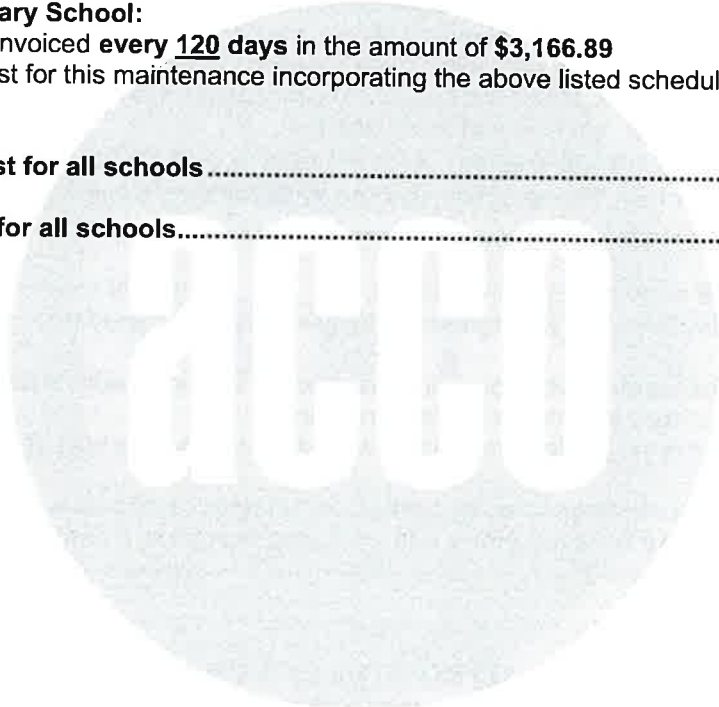 ary School:
nvoiced every 120 days in the amount of $3,166.89
st for this maintenance incorporating the above listed schedul
st for all schools..........................................................................................
for all schools..............................................................................................
acco